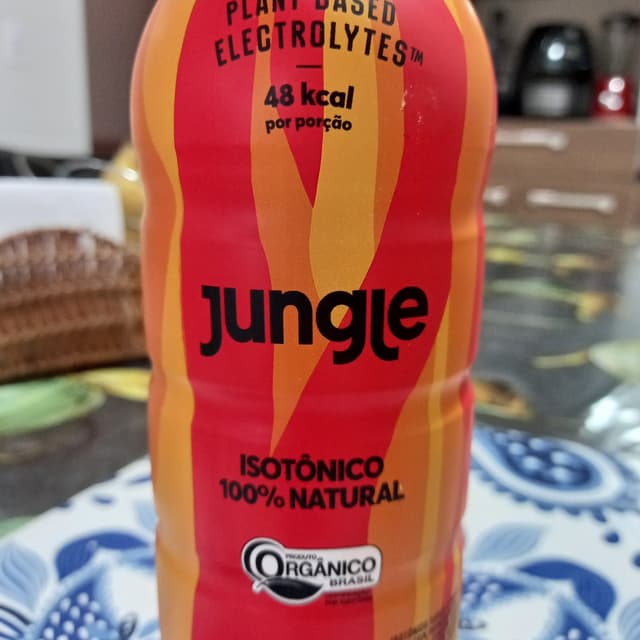 PLANT BASED
ELECTROLYTES™
48 kcal
por porção
jungle
ISOTÔNICO
100% NATURAL
PRODUTO
ORGÂNICO
BRASIL